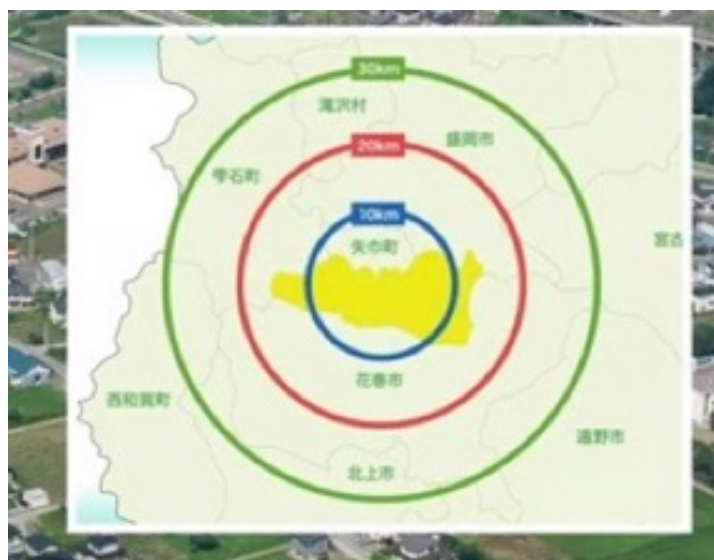 30km
滝沢村
20km
盛岡市
雫石町
10km
矢巾町
宮古
花巻市
西和賀町
遠野市
北上市